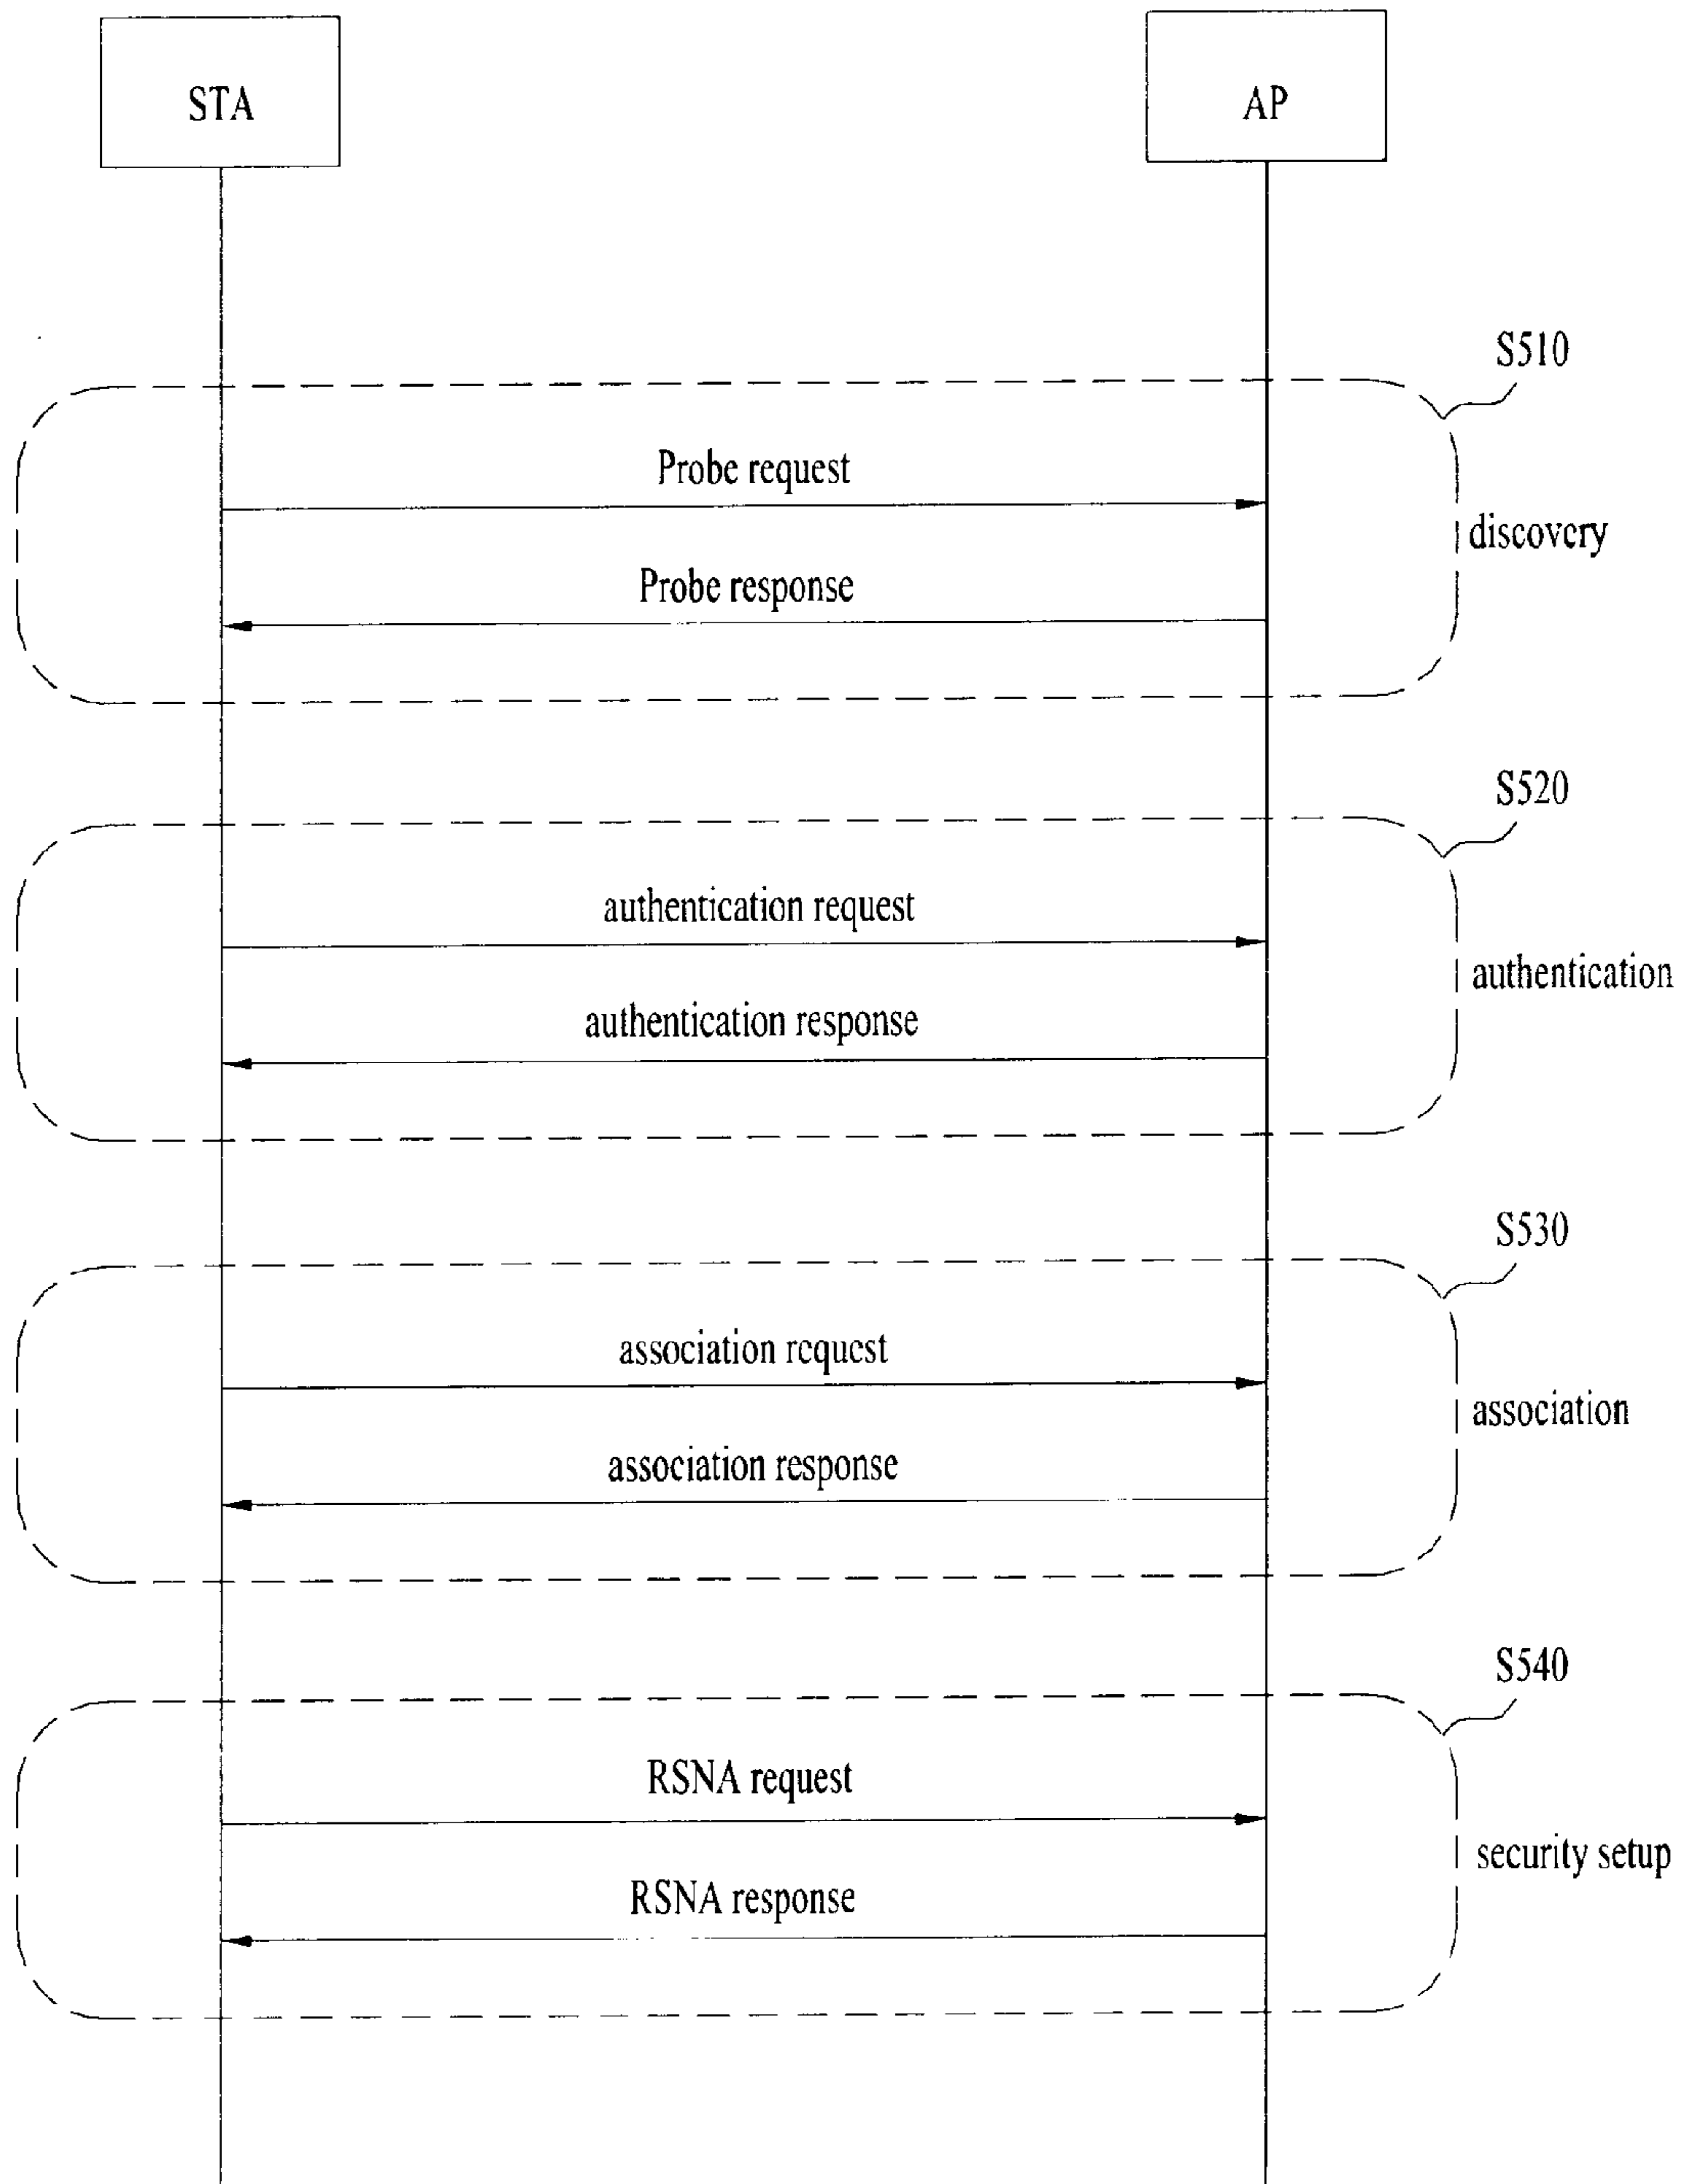 STA
AP
S510
Probe request
discovery
Probe response
S520
authentication request
authentication
authentication response
S530
association request
association
association response
S540
RSNA request
security setup
RSNA response